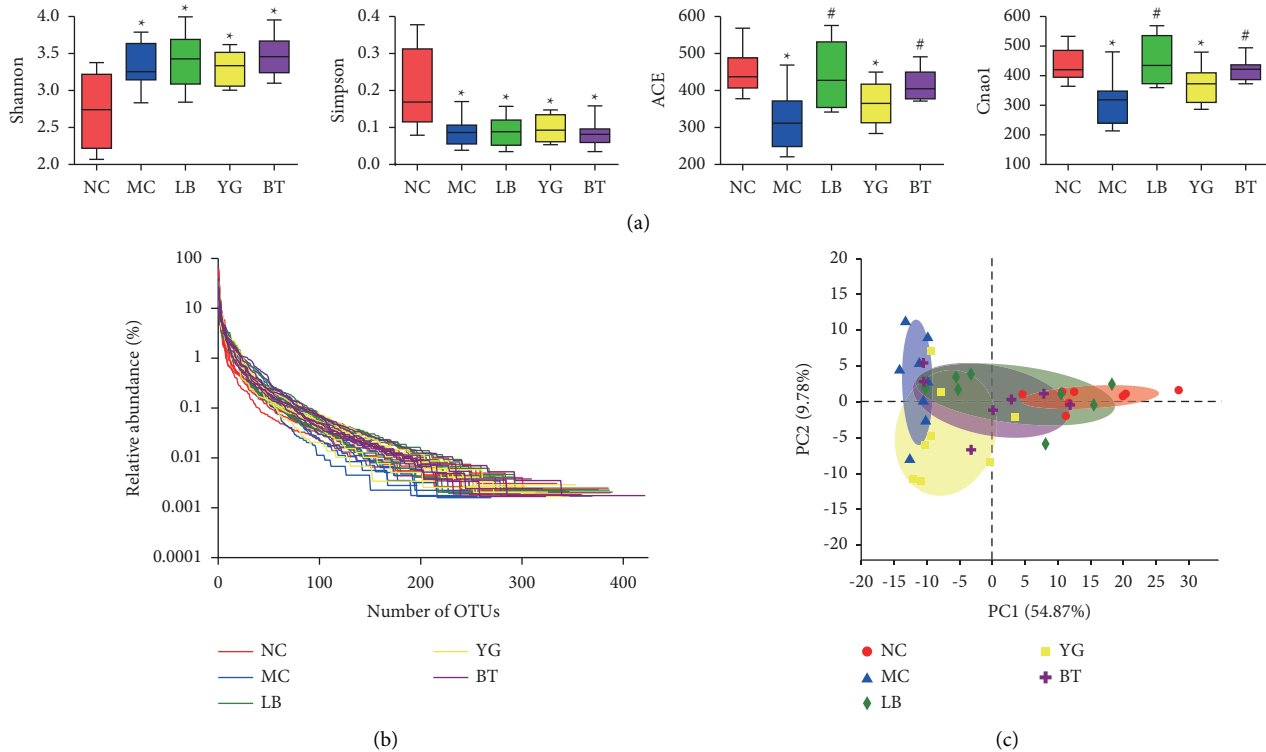 Shannon
4.0
3.5
3.0
2.5
2.0
* * * *
NC MC LB YG BT
Simpson
0.4
0.3
0.2
0.1
0.0
* * * *
NC MC LB YG BT
ACE
600
500
400
300
200
* # * #
NC MC LB YG BT
Cnao1
600
500
400
300
200
100
* # * #
NC MC LB YG BT
(a)
Relative abundance (%)
100
10
1
0.1
0.01
0.001
0.0001
0 100 200 300 400
Number of OTUs
NC YG
MC BT
LB
(b)
PC2 (9.78%)
20
15
10
5
0
-5
-10
-15
-20
-20 -15 -10 -5 0 5 10 15 20 25 30
PC1 (54.87%)
NC YG
MC BT
LB
(c)